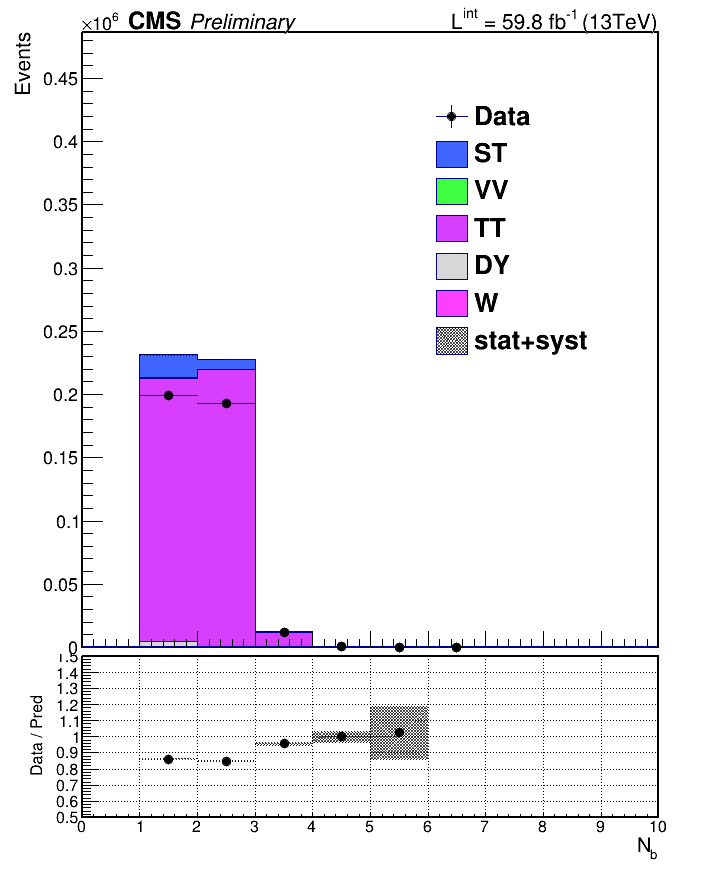 ×10⁶ CMS Preliminary L^int = 59.8 fb⁻¹ (13TeV)
Events
0.45
0.4
0.35
0.3
0.25
0.2
0.15
0.1
0.05
0
Data
ST
VV
TT
DY
W
stat+syst
Data / Pred
1.5
1.4
1.3
1.2
1.1
1
0.9
0.8
0.7
0.6
0.5
0 1 2 3 4 5 6 7 8 9 10
N_b